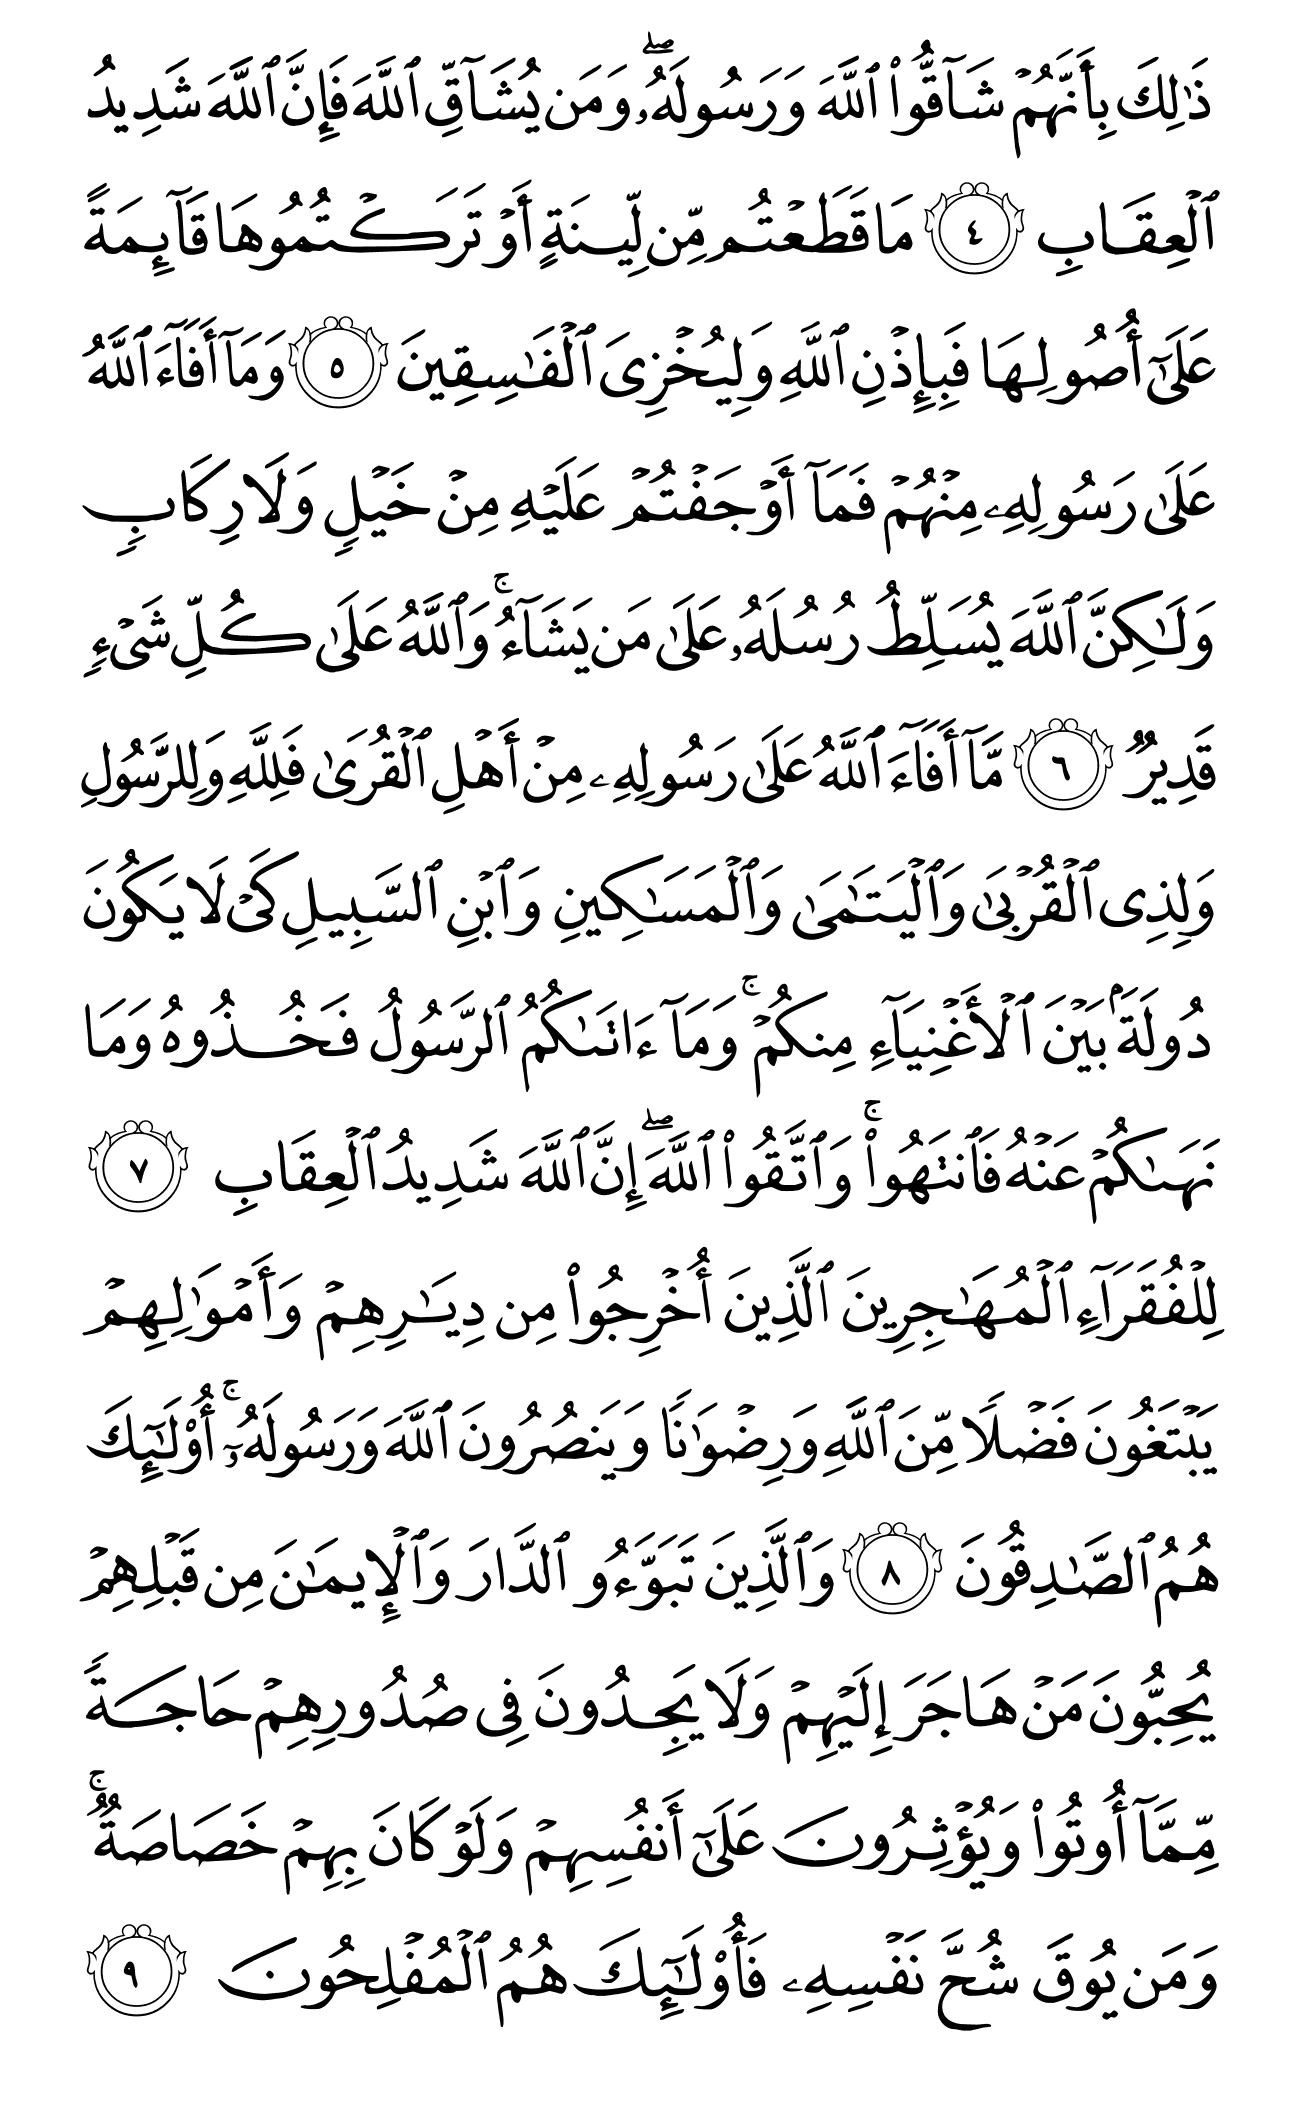 ذَٰلِكَ بِأَنَّهُمْ شَآقُّوا۟ ٱللَّهَ وَرَسُولَهُۥ ۖ وَمَن يُشَآقِّ ٱللَّهَ فَإِنَّ ٱللَّهَ شَدِيدُ
ٱلْعِقَابِ ٤ مَا قَطَعْتُم مِّن لِّينَةٍ أَوْ تَرَكْتُمُوهَا قَآئِمَةً
عَلَىٰٓ أُصُولِهَا فَبِإِذْنِ ٱللَّهِ وَلِيُخْزِىَ ٱلْفَـٰسِقِينَ ٥ وَمَآ أَفَآءَ ٱللَّهُ
عَلَىٰ رَسُولِهِۦ مِنْهُمْ فَمَآ أَوْجَفْتُمْ عَلَيْهِ مِنْ خَيْلٍ وَلَا رِكَابٍ
وَلَـٰكِنَّ ٱللَّهَ يُسَلِّطُ رُسُلَهُۥ عَلَىٰ مَن يَشَآءُ ۚ وَٱللَّهُ عَلَىٰ كُلِّ شَىْءٍ
قَدِيرٌ ٦ مَّآ أَفَآءَ ٱللَّهُ عَلَىٰ رَسُولِهِۦ مِنْ أَهْلِ ٱلْقُرَىٰ فَلِلَّهِ وَلِلرَّسُولِ
وَلِذِى ٱلْقُرْبَىٰ وَٱلْيَتَـٰمَىٰ وَٱلْمَسَـٰكِينِ وَٱبْنِ ٱلسَّبِيلِ كَىْ لَا يَكُونَ
دُولَةًۢ بَيْنَ ٱلْأَغْنِيَآءِ مِنكُمْ ۚ وَمَآ ءَاتَىٰكُمُ ٱلرَّسُولُ فَخُذُوهُ وَمَا
نَهَىٰكُمْ عَنْهُ فَٱنتَهُوا۟ ۚ وَٱتَّقُوا۟ ٱللَّهَ ۖ إِنَّ ٱللَّهَ شَدِيدُ ٱلْعِقَابِ ٧
لِلْفُقَرَآءِ ٱلْمُهَـٰجِرِينَ ٱلَّذِينَ أُخْرِجُوا۟ مِن دِيَـٰرِهِمْ وَأَمْوَٰلِهِمْ
يَبْتَغُونَ فَضْلًا مِّنَ ٱللَّهِ وَرِضْوَٰنًا وَيَنصُرُونَ ٱللَّهَ وَرَسُولَهُۥٓ ۚ أُو۟لَـٰٓئِكَ
هُمُ ٱلصَّـٰدِقُونَ ٨ وَٱلَّذِينَ تَبَوَّءُو ٱلدَّارَ وَٱلْإِيمَـٰنَ مِن قَبْلِهِمْ
يُحِبُّونَ مَنْ هَاجَرَ إِلَيْهِمْ وَلَا يَجِدُونَ فِى صُدُورِهِمْ حَاجَةً
مِّمَّآ أُوتُوا۟ وَيُؤْثِرُونَ عَلَىٰٓ أَنفُسِهِمْ وَلَوْ كَانَ بِهِمْ خَصَاصَةٌ ۚ
وَمَن يُوقَ شُحَّ نَفْسِهِۦ فَأُو۟لَـٰٓئِكَ هُمُ ٱلْمُفْلِحُونَ ٩